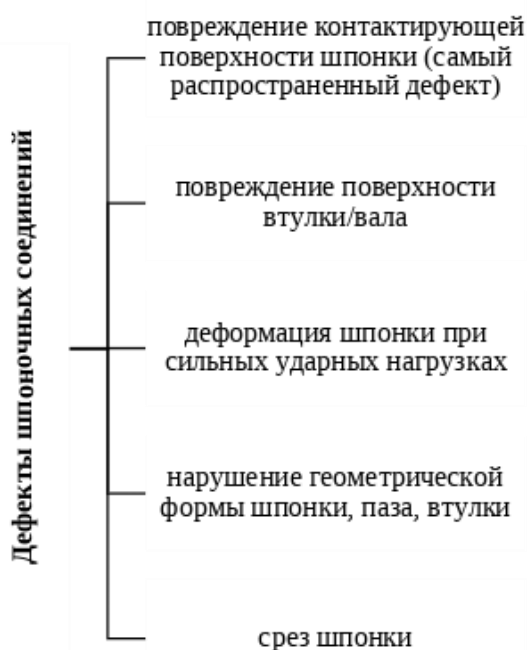 Дефекты шпоночных соединений
повреждение контактирующей
поверхности шпонки (самый
распространенный дефект)
повреждение поверхности
втулки/вала
деформация шпонки при
сильных ударных нагрузках
нарушение геометрической
формы шпонки, паза, втулки
срез шпонки